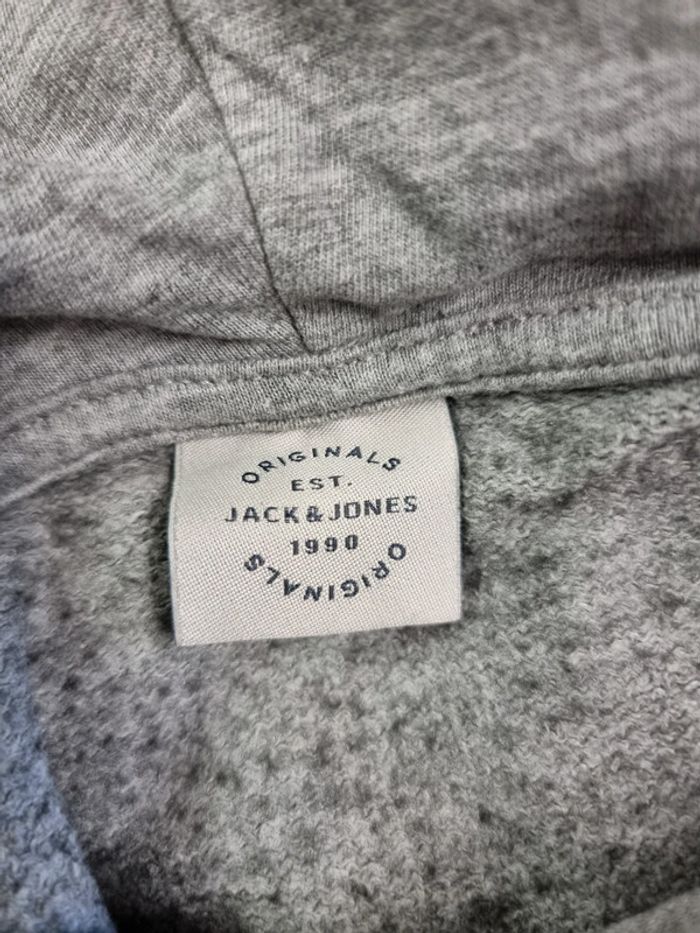 ORIGINALS
EST.
JACK & JONES
1990
ORIGINALS